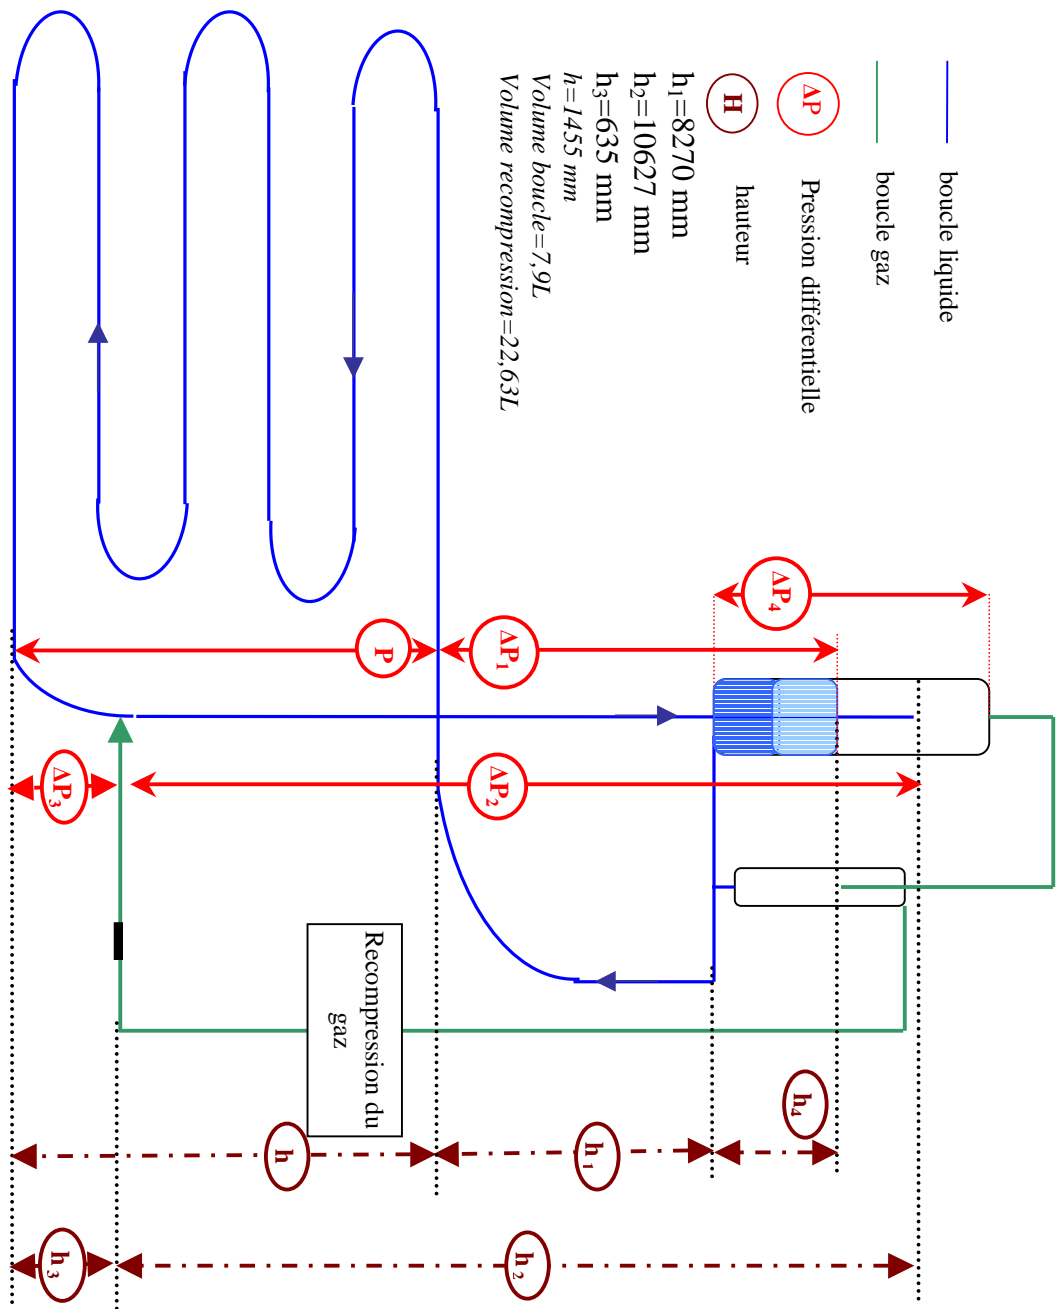 boucle liquide
boucle gaz
ΔP Pression différentielle
H hauteur
h₁=8270 mm
h₂=10627 mm
h₃=635 mm
h=1455 mm
Volume boucle=7,9L
Volume recompression=22,63L
ΔP₄
ΔP₁
P
ΔP₂
ΔP₃
Recompression du
gaz
h₄
h₁
h
h₂
h₃